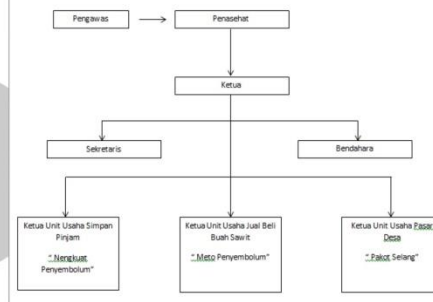 Pengawas
Penasehat
Ketua
Sekretaris
Bendahara
Ketua Unit Usaha Simpan
Pinjam
" Nengkuat
Penyembolum"
Ketua Unit Usaha Jual Beli
Buah Sawit
" Meto Penyembolum"
Ketua Unit Usaha Pasar
Desa
" Pakot Selang"